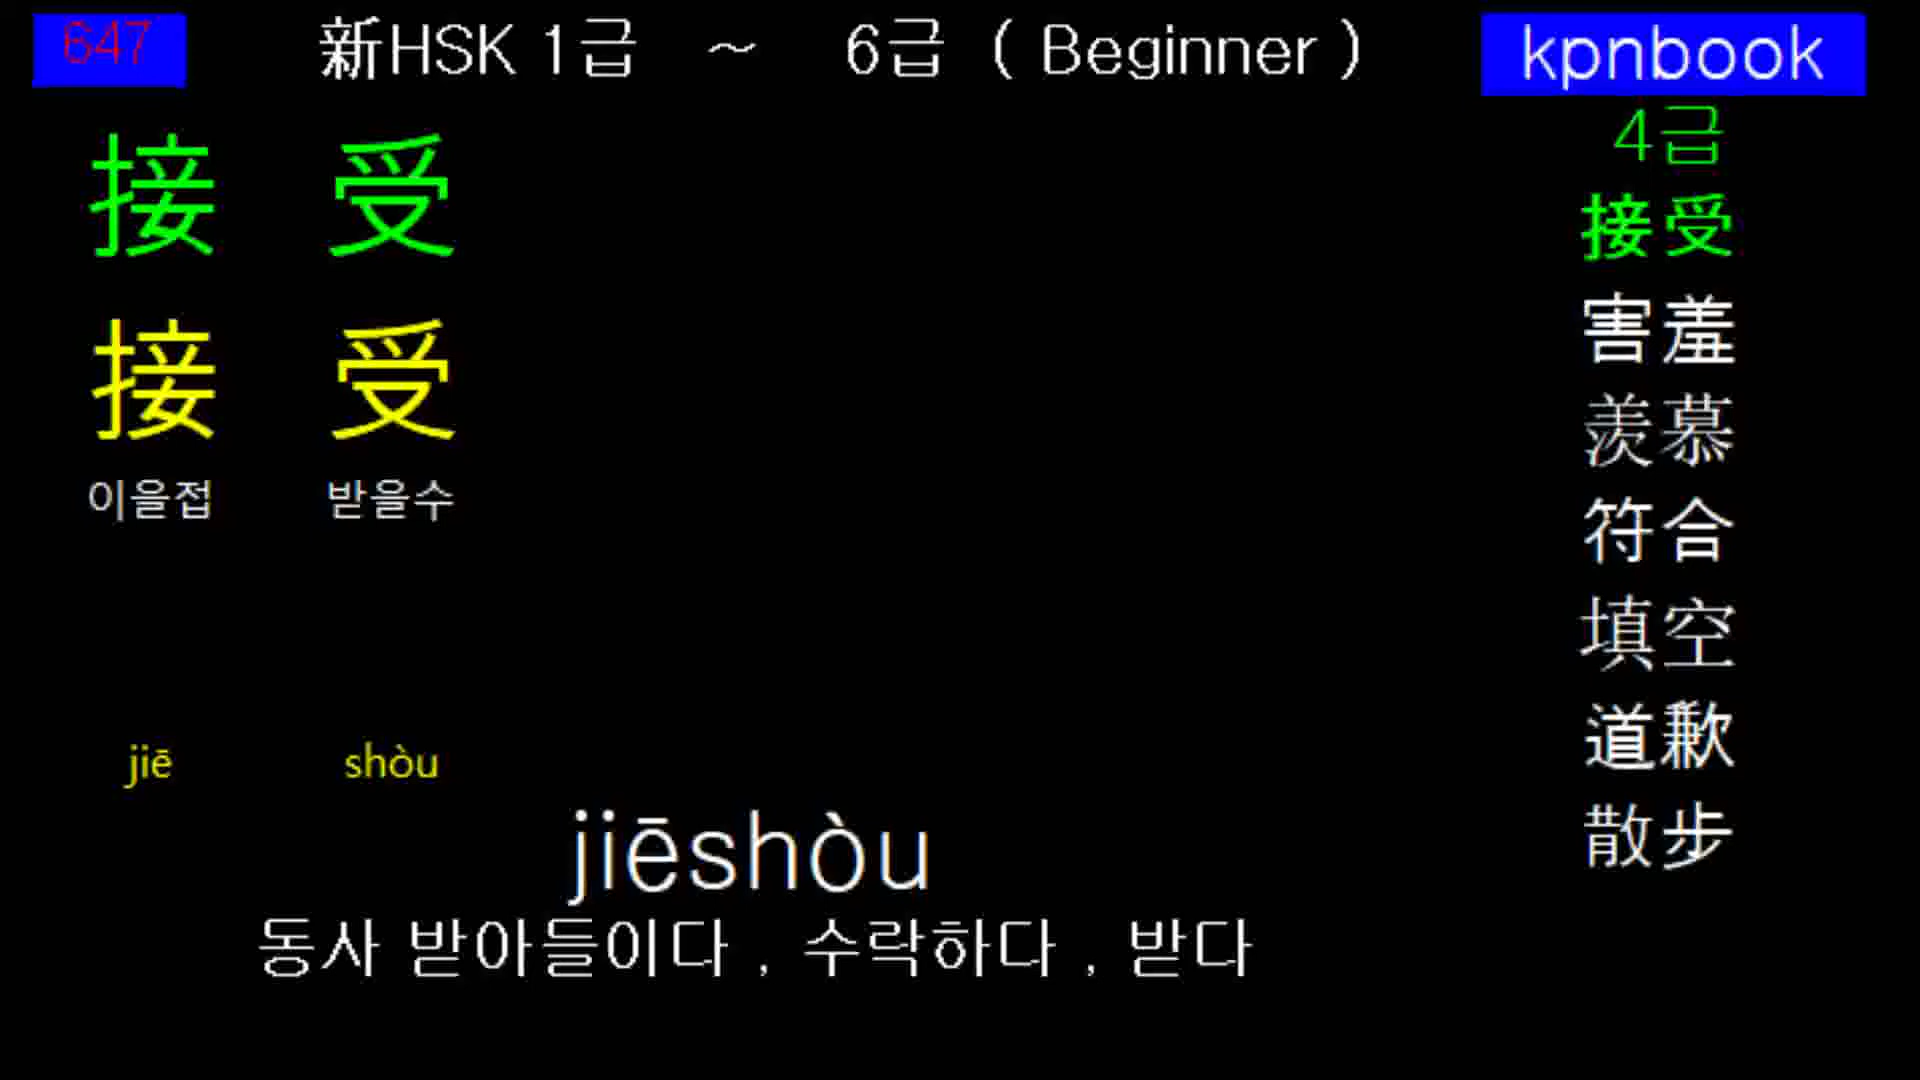 647
新HSK 1급 ~ 6급 ( Beginner )
kpnbook
接 受
接 受
이을접 받을수
jiē shòu
jiēshòu
동사 받아들이다 , 수락하다 , 받다
4급
接受
害羞
羨慕
符合
填空
道歉
散步